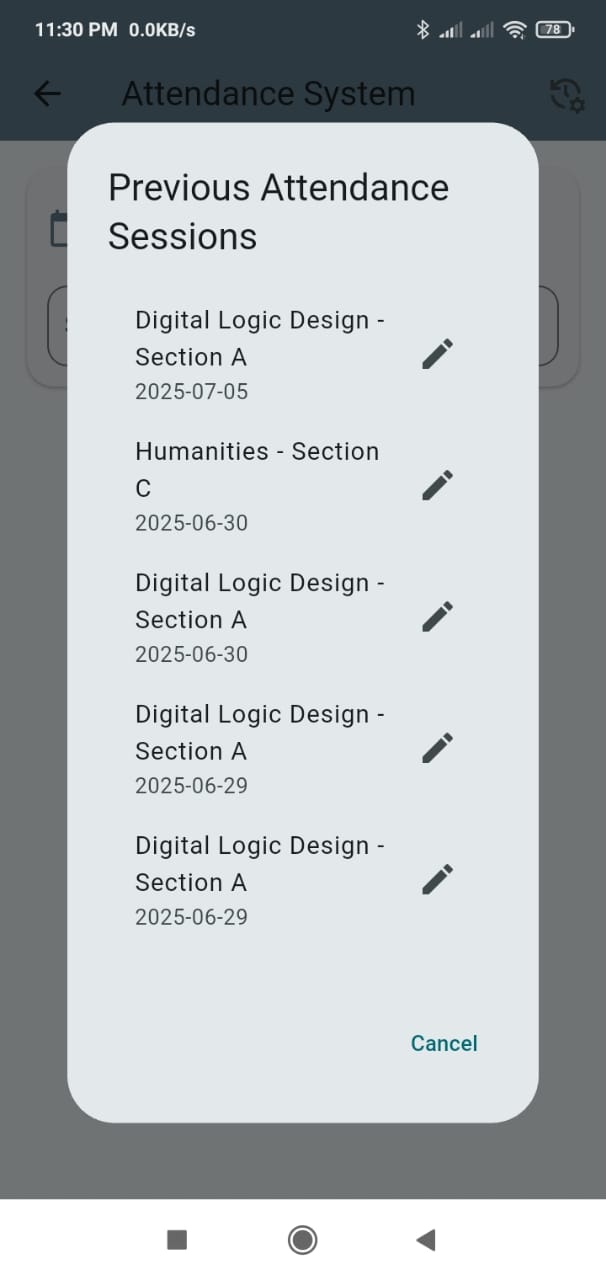 11:30 PM 0.0KB/s
78
Attendance System
Previous Attendance
Sessions
Digital Logic Design -
Section A
2025-07-05
Humanities - Section
C
2025-06-30
Digital Logic Design -
Section A
2025-06-30
Digital Logic Design -
Section A
2025-06-29
Digital Logic Design -
Section A
2025-06-29
Cancel